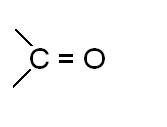 C = O